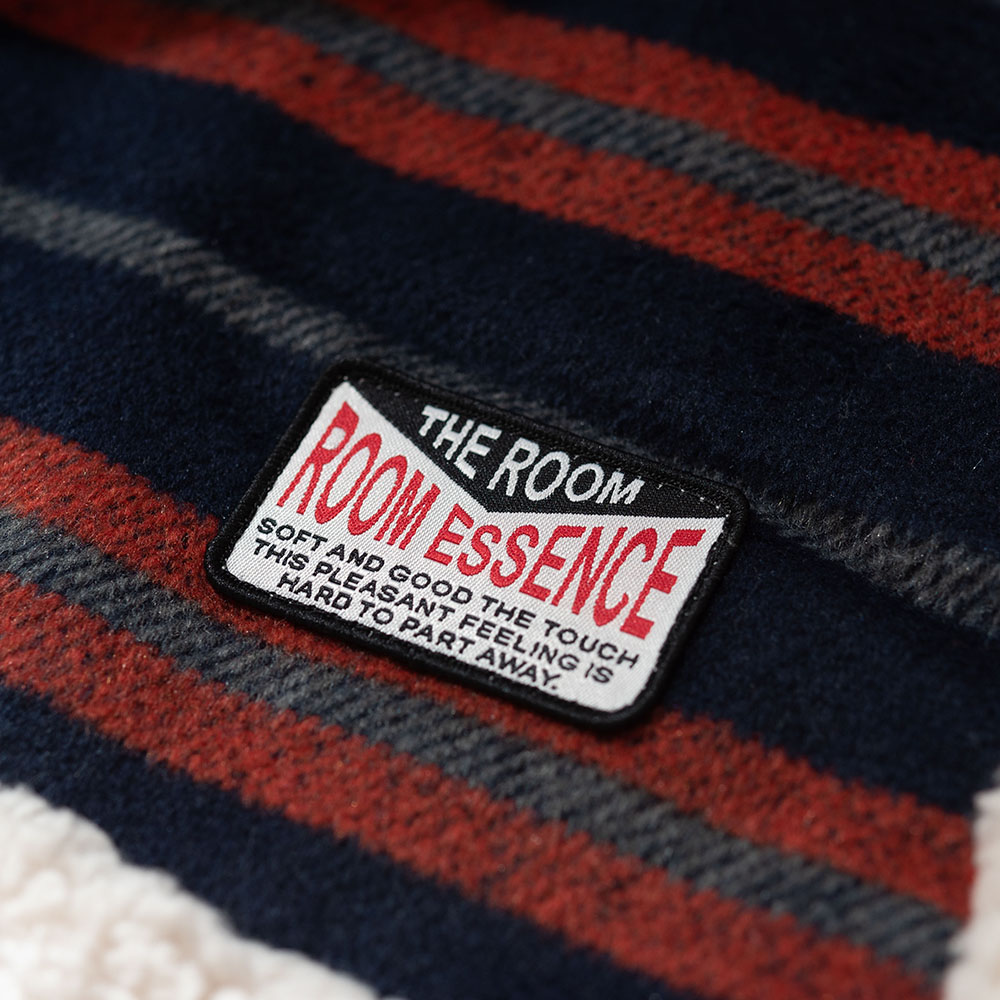 THE ROOM
ROOM ESSENCE
SOFT AND GOOD THE TOUCH
THIS PLEASANT FEELING IS
HARD TO PART AWAY.